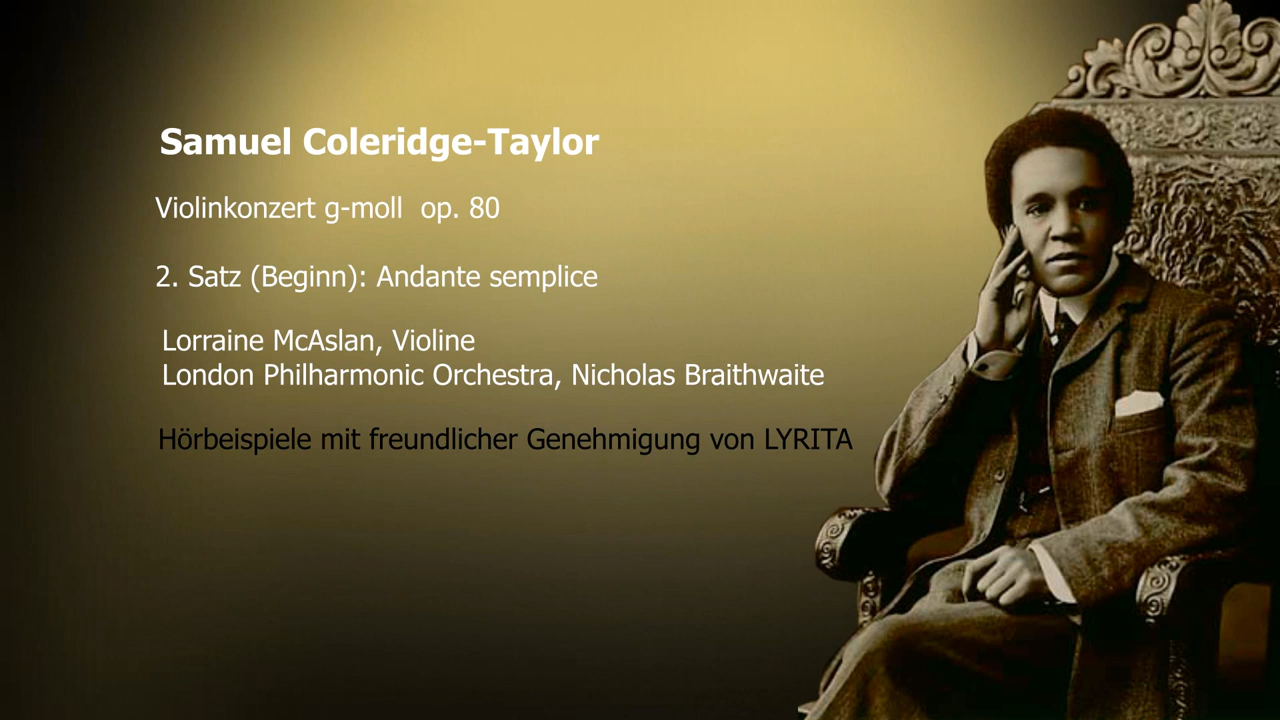 Samuel Coleridge-Taylor
Violinkonzert g-moll  op. 80
2. Satz (Beginn): Andante semplice
Lorraine McAslan, Violine
London Philharmonic Orchestra, Nicholas Braithwaite
Hörbeispiele mit freundlicher Genehmigung von LYRITA